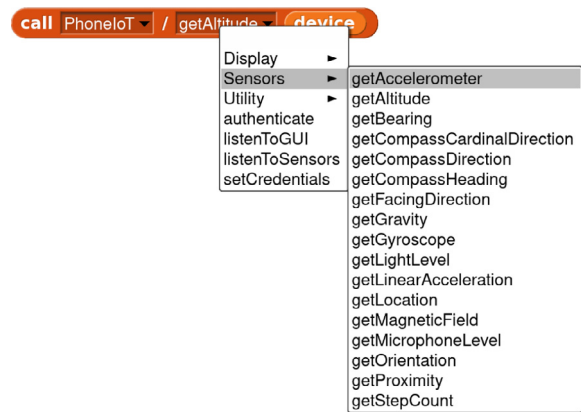 call PhoneIoT / getAltitude device
Display
Sensors
Utility
authenticate
listenToGUI
listenToSensors
setCredentials
getAccelerometer
getAltitude
getBearing
getCompassCardinalDirection
getCompassDirection
getCompassHeading
getFacingDirection
getGravity
getGyroscope
getLightLevel
getLinearAcceleration
getLocation
getMagneticField
getMicrophoneLevel
getOrientation
getProximity
getStepCount